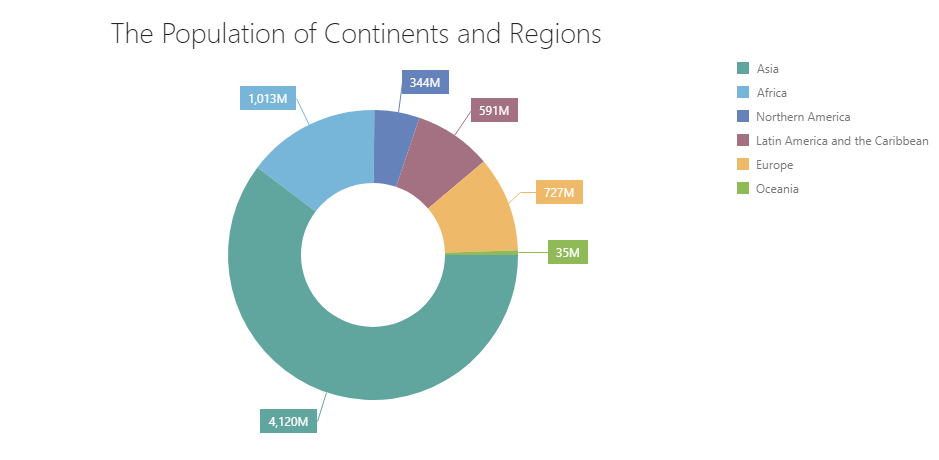 The Population of Continents and Regions
344M
1,013M
591M
727M
35M
4,120M
Asia
Africa
Northern America
Latin America and the Caribbean
Europe
Oceania